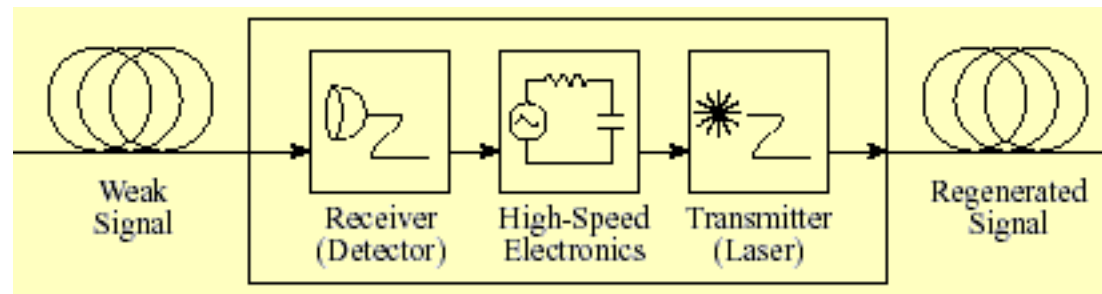 Weak
Signal
Receiver
(Detector)
High-Speed
Electronics
Transmitter
(Laser)
Regenerated
Signal